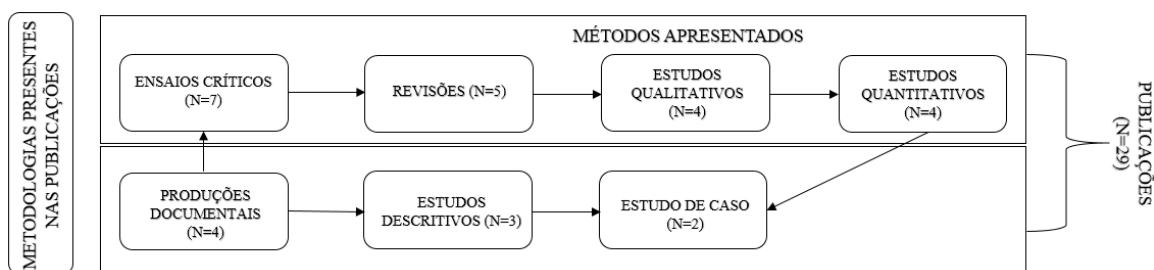 METODOLOGIAS PRESENTES
NAS PUBLICAÇÕES
MÉTODOS APRESENTADOS
ENSAIOS CRÍTICOS
(N=7)
REVISÕES (N=5)
ESTUDOS
QUALITATIVOS
(N=4)
ESTUDOS
QUANTITATIVOS
(N=4)
PRODUÇÕES
DOCUMENTAIS
(N=4)
ESTUDOS
DESCRITIVOS (N=3)
ESTUDO DE CASO
(N=2)
PUBLICAÇÕES
(N=29)